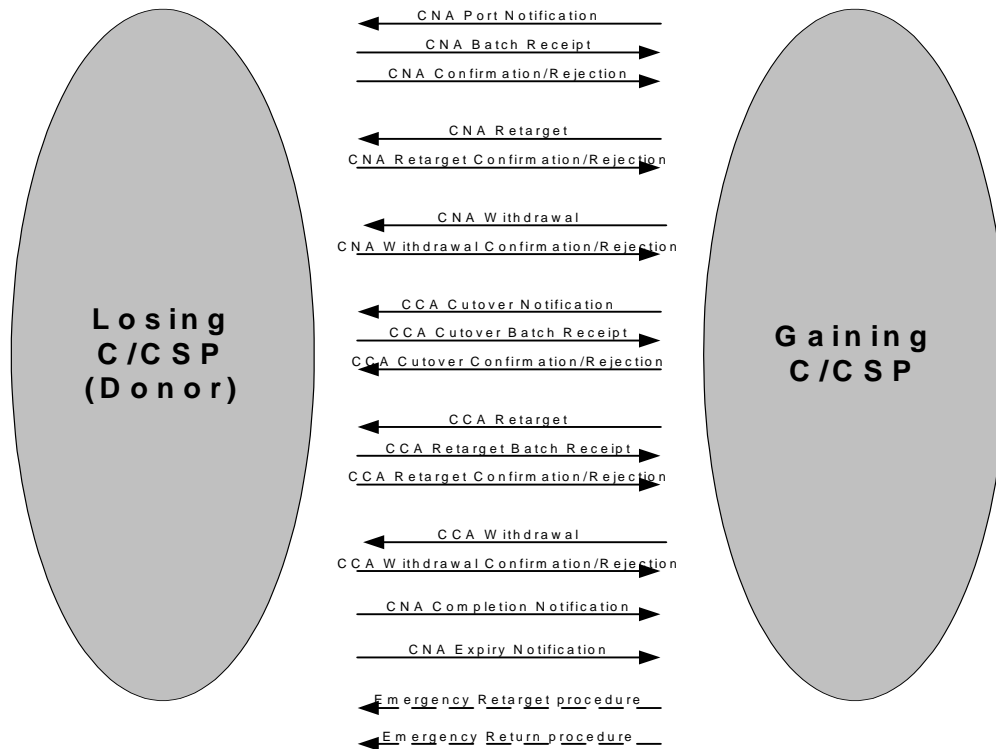 CNA Port Notification
CNA Batch Receipt
CNA Confirmation/Rejection
CNA Retarget
CNA Retarget Confirmation/Rejection
CNA Withdrawal
CNA Withdrawal Confirmation/Rejection
CCA Cutover Notification
CCA Cutover Batch Receipt
CCA Cutover Confirmation/Rejection
CCA Retarget
CCA Retarget Batch Receipt
CCA Retarget Confirmation/Rejection
CCA Withdrawal
CCA Withdrawal Confirmation/Rejection
CNA Completion Notification
CNA Expiry Notification
Emergency Retarget procedure
Emergency Return procedure
Losing
C/CSP
(Donor)
Gaining
C/CSP